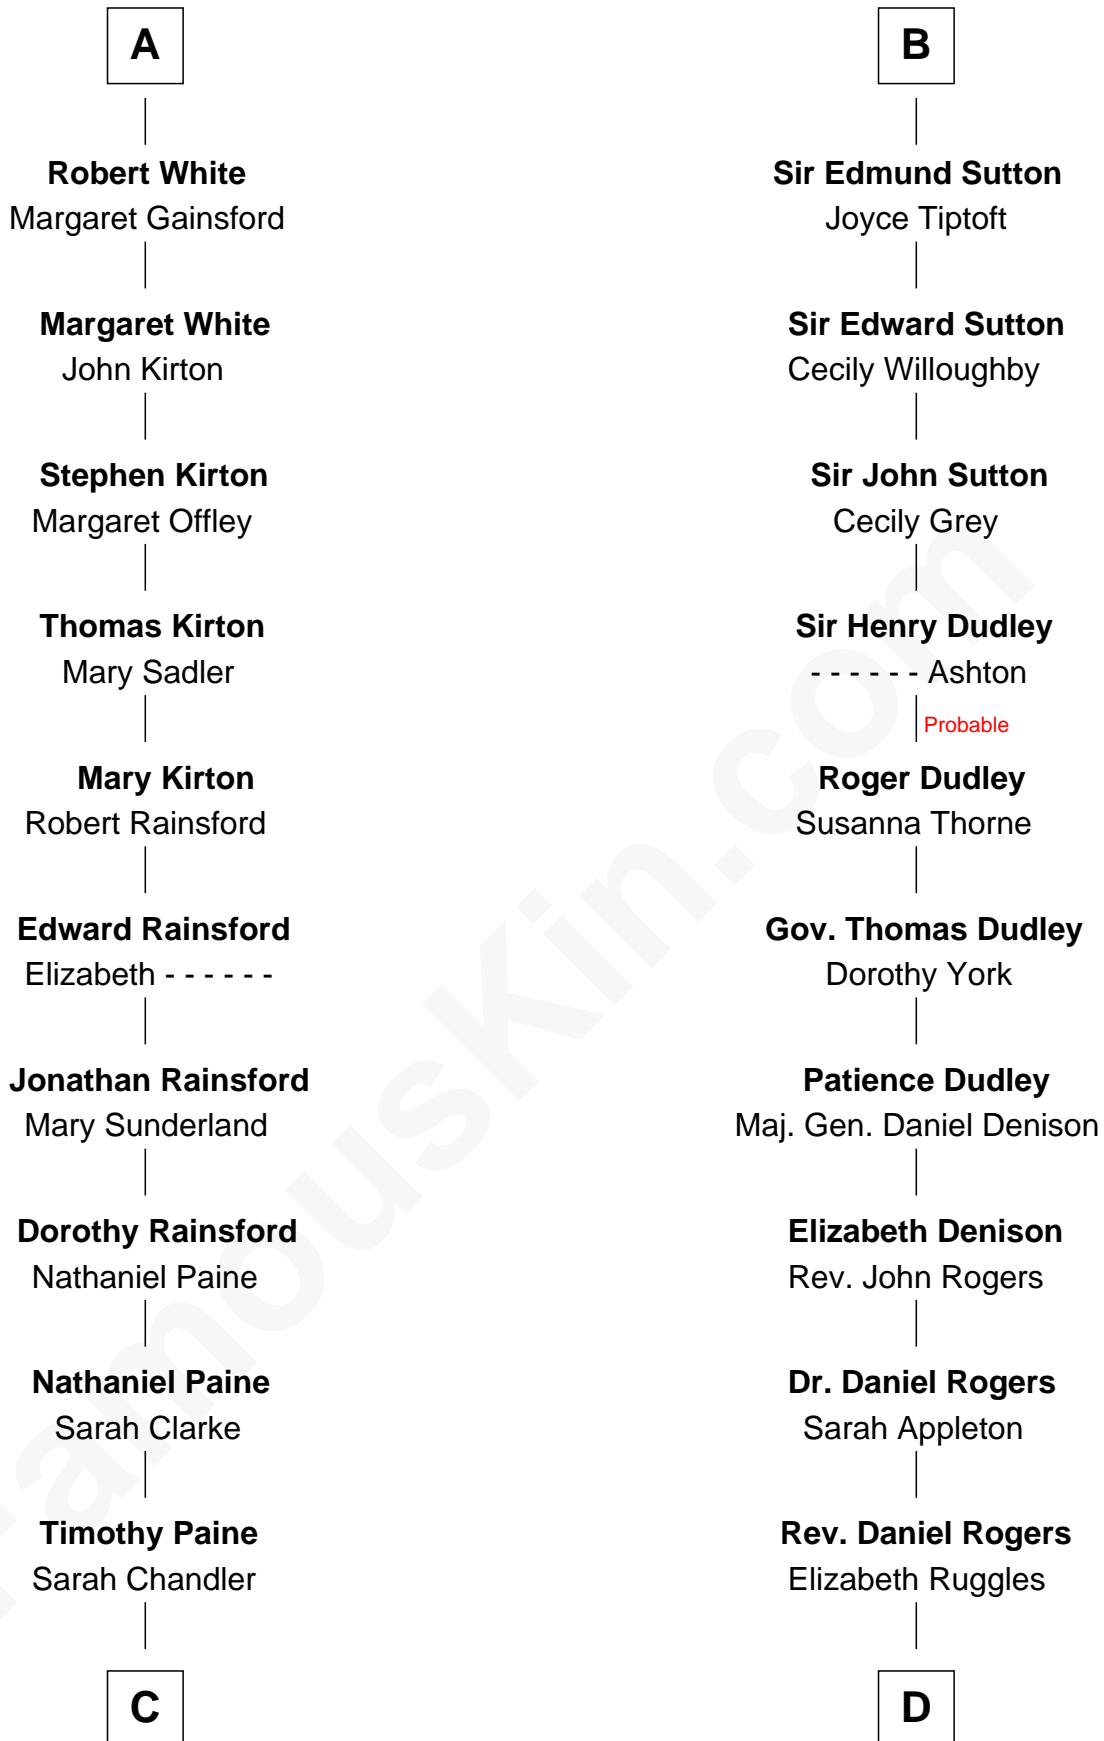 A
Robert White
Margaret Gainsford
Margaret White
John Kirton
Stephen Kirton
Margaret Offley
Thomas Kirton
Mary Sadler
Mary Kirton
Robert Rainsford
Edward Rainsford
Elizabeth - - - - - -
Jonathan Rainsford
Mary Sunderland
Dorothy Rainsford
Nathaniel Paine
Nathaniel Paine
Sarah Clarke
Timothy Paine
Sarah Chandler
C
B
Sir Edmund Sutton
Joyce Tiptoft
Sir Edward Sutton
Cecily Willoughby
Sir John Sutton
Cecily Grey
Sir Henry Dudley
- - - - - - Ashton
Probable
Roger Dudley
Susanna Thorne
Gov. Thomas Dudley
Dorothy York
Patience Dudley
Maj. Gen. Daniel Denison
Elizabeth Denison
Rev. John Rogers
Dr. Daniel Rogers
Sarah Appleton
Rev. Daniel Rogers
Elizabeth Ruggles
D
FamousKin.com